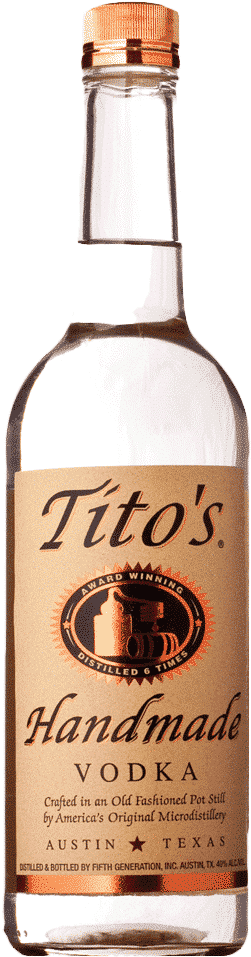 Tito's®
AWARD WINNING
DISTILLED 6 TIMES
Handmade
VODKA
Crafted in an Old Fashioned Pot Still
by America's Original Microdistillery
AUSTIN ★ TEXAS
DISTILLED & BOTTLED BY FIFTH GENERATION, INC. AUSTIN, TX. 40% ALC./VOL.